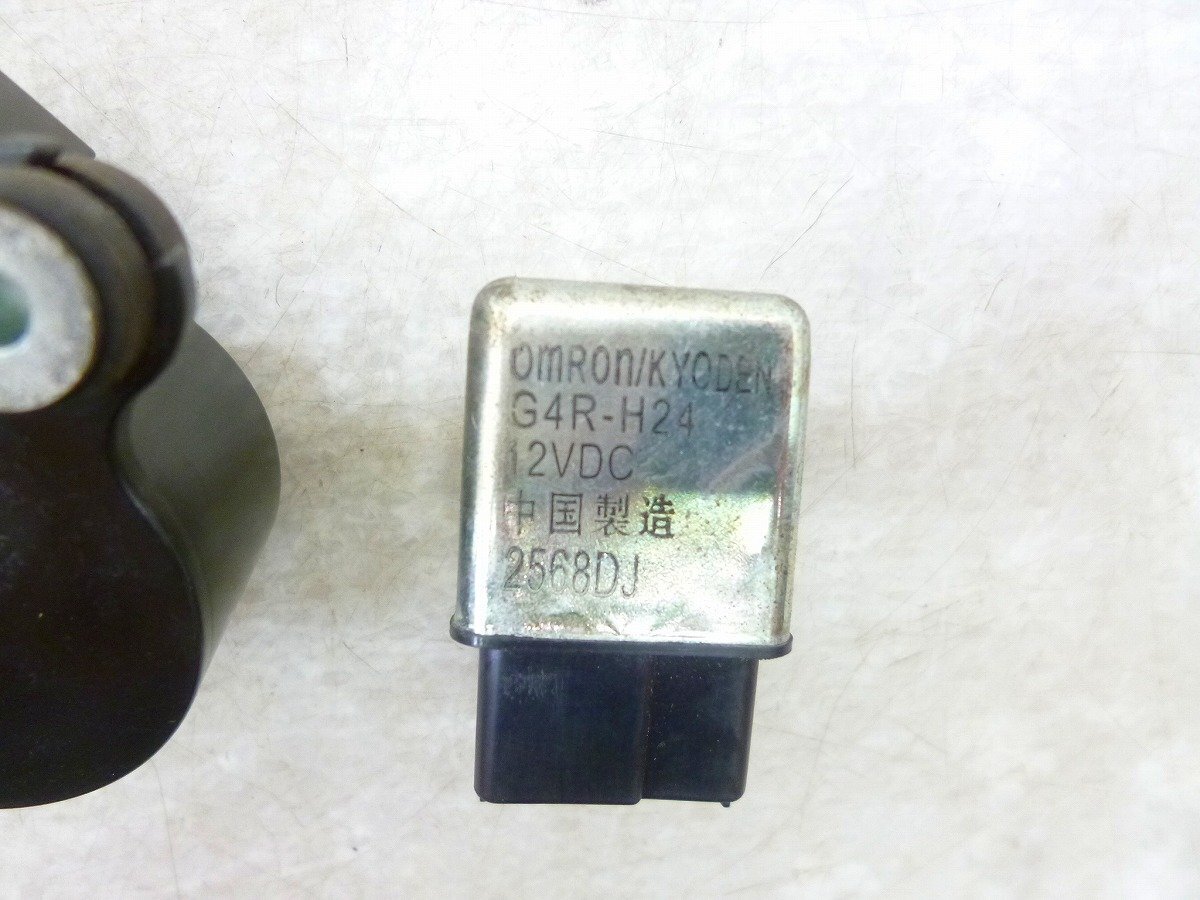 OMRON/KYODEN
G4R-H24
12VDC
中国製造
2568DJ